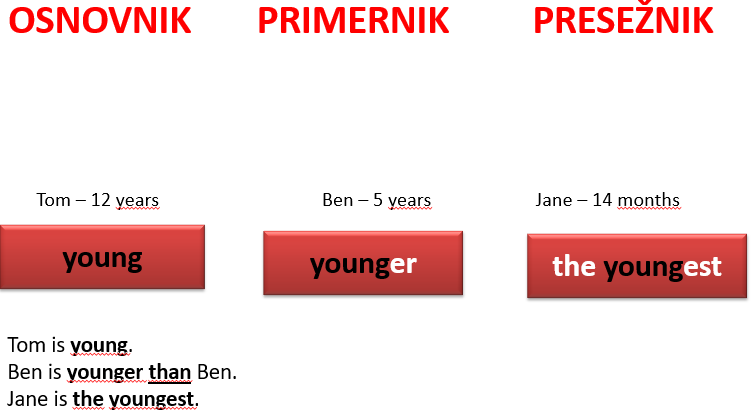 OSNOVNIK PRIMERNIK PRESEŽNIK
Tom – 12 years Ben – 5 years Jane – 14 months
young younger the youngest
Tom is young.
Ben is younger than Ben.
Jane is the youngest.